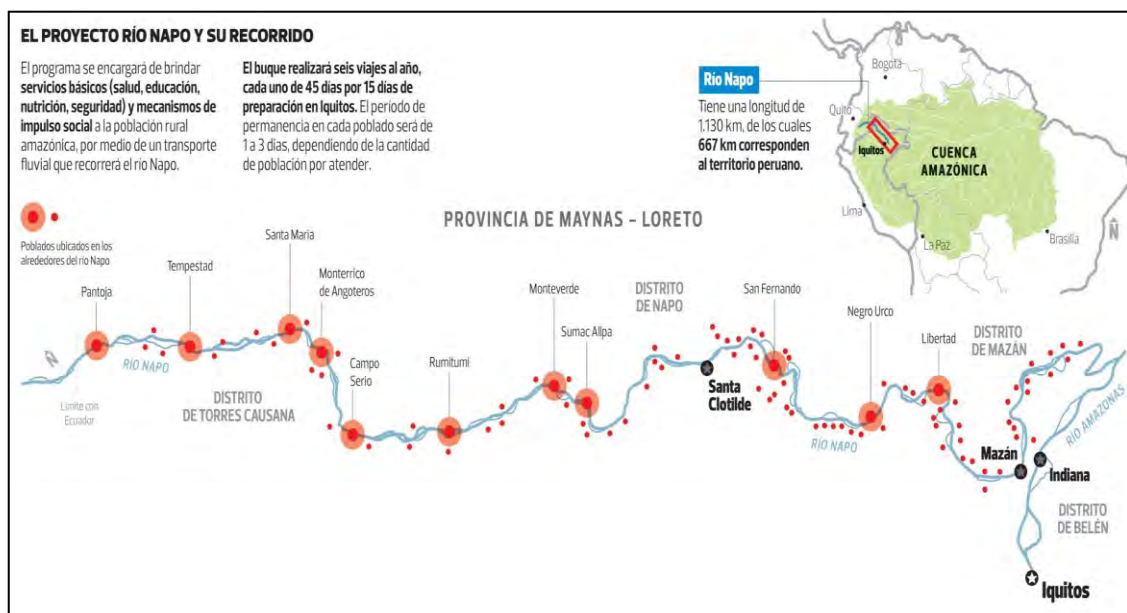 EL PROYECTO RÍO NAPO Y SU RECORRIDO
El programa se encargará de brindar
servicios básicos (salud, educación,
nutrición, seguridad) y mecanismos de
impulso social a la población rural
amazónica, por medio de un transporte
fluvial que recorrerá el río Napo.
El buque realizará seis viajes al año,
cada uno de 45 días por 15 días de
preparación en Iquitos. El período de
permanencia en cada poblado será de
1 a 3 días, dependiendo de la cantidad
de población por atender.
Río Napo
Tiene una longitud de
1,130 km, de los cuales
667 km corresponden
al territorio peruano.
Bogotá
Quito
Iquitos
CUENCA
AMAZÓNICA
Lima
La Paz
Brasilia
N
PROVINCIA DE MAYNAS – LORETO
Poblados ubicados en los
alrededores del río Napo
Pantoja
Tempestad
Santa Maria
Monterrico
de Angoteros
Campo
Serio
Rumitumi
Monteverde
Sumac Allpa
DISTRITO
DE NAPO
San Fernando
Negro Urco
Libertad
DISTRITO
DE MAZÁN
N
RÍO NAPO
Límite con
Ecuador
DISTRITO
DE TORRES CAUSANA
Santa
Clotilde
RÍO NAPO
Mazán
RÍO AMAZONAS
Indiana
DISTRITO
DE BELÉN
Iquitos